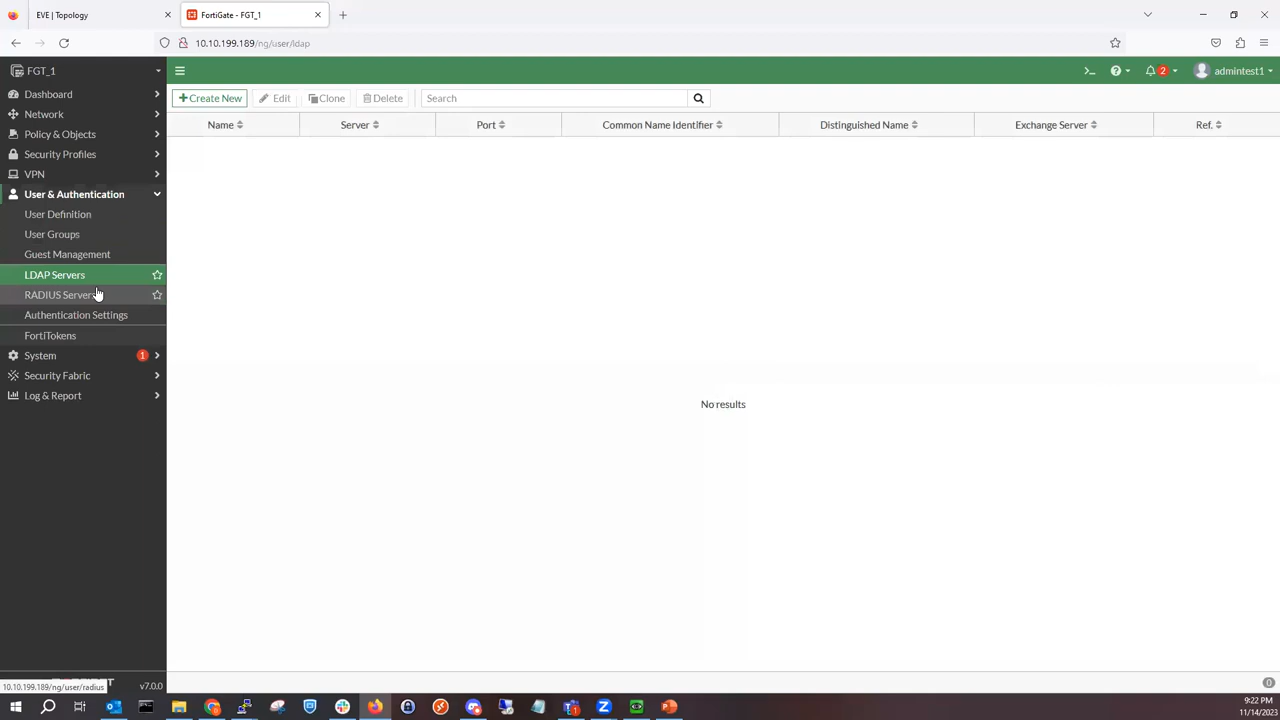 EVE | Topology
FortiGate - FGT_1
10.10.199.189/ng/user/ldap
FGT_1
2
admintest1
Dashboard
Network
Policy & Objects
Security Profiles
VPN
User & Authentication
User Definition
User Groups
Guest Management
LDAP Servers
RADIUS Servers
Authentication Settings
FortiTokens
System
1
Security Fabric
Log & Report
Create New
Edit
Clone
Delete
Search
Name
Server
Port
Common Name Identifier
Distinguished Name
Exchange Server
Ref.
No results
0
10.10.199.189/ng/user/radius
v7.0.0
9:22 PM
11/14/2023